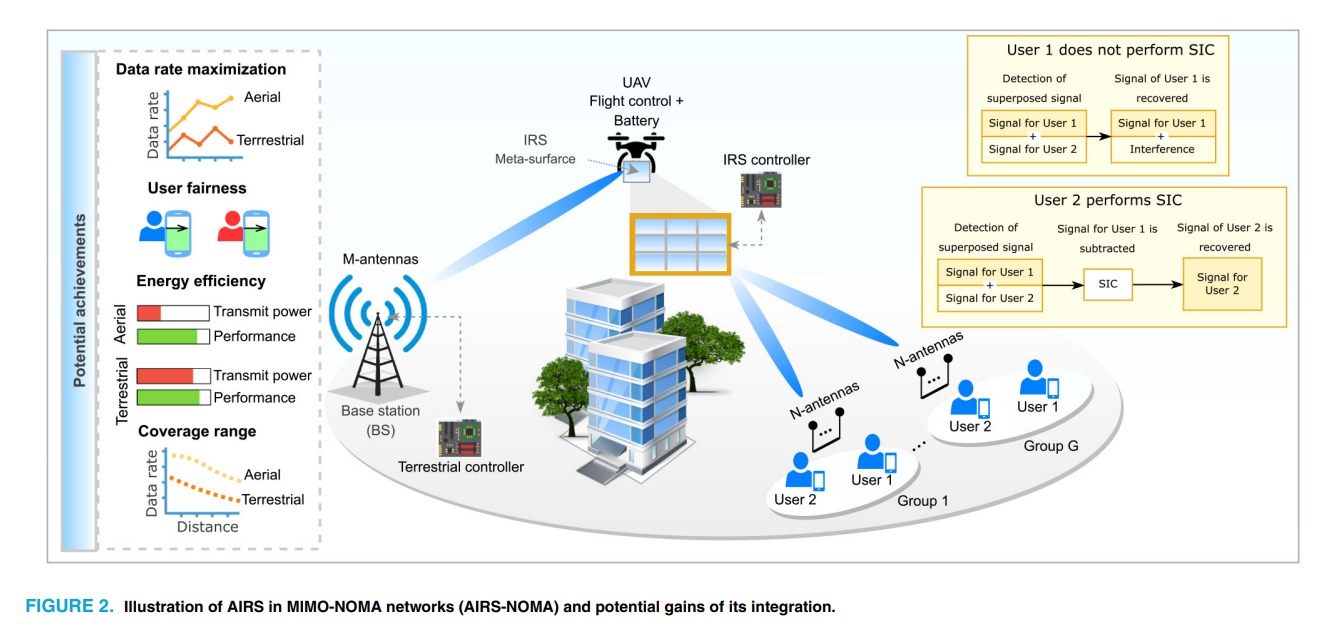 Potential achievements
Data rate maximization
Data rate
Aerial
Terrrestrial
User fairness
Energy efficiency
Aerial
Transmit power
Performance
Terrestrial
Transmit power
Performance
Coverage range
Data rate
Aerial
Terrestrial
Distance
UAV
Flight control +
Battery
IRS
Meta-surfarce
IRS controller
M-antennas
Base station
(BS)
Terrestrial controller
N-antennas
N-antennas
User 2
User 1
Group 1
...
User 2
User 1
Group G
User 1 does not perform SIC
Detection of
superposed signal
Signal for User 1
+
Signal for User 2
Signal of User 1 is
recovered
Signal for User 1
+
Interference
User 2 performs SIC
Detection of
superposed signal
Signal for User 1
+
Signal for User 2
Signal for User 1 is
subtracted
SIC
Signal of User 2 is
recovered
Signal for
User 2
FIGURE 2. Illustration of AIRS in MIMO-NOMA networks (AIRS-NOMA) and potential gains of its integration.